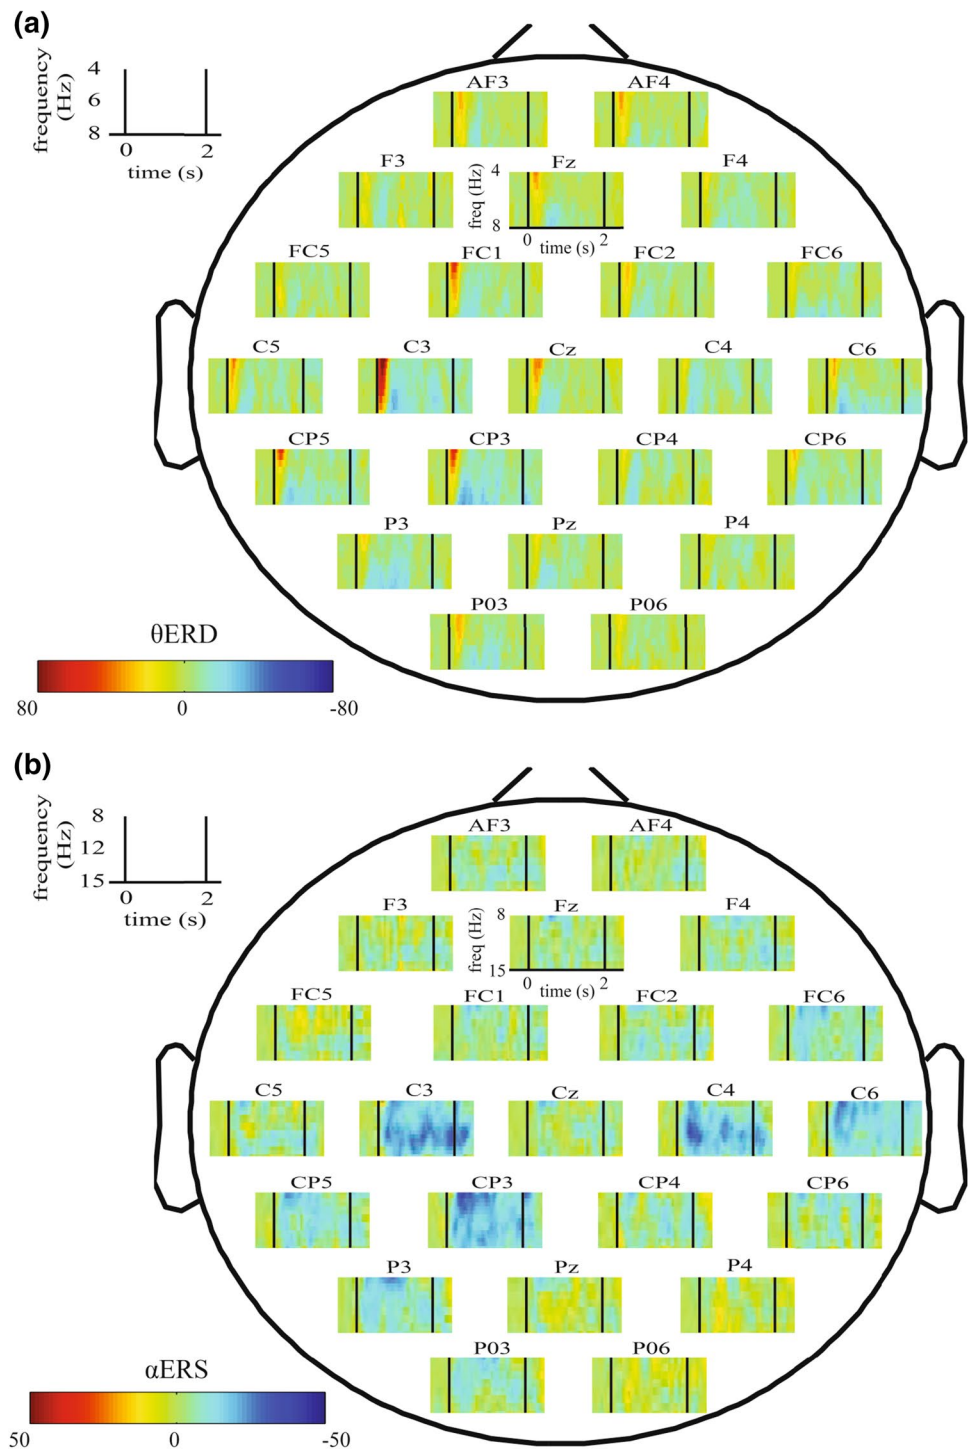 (a)
frequency
(Hz)
4
6
8
0 2
time (s)
AF3 AF4
F3 Fz F4
freq (Hz)
4
8
0 time (s) 2
FC5 FC1 FC2 FC6
C5 C3 Cz C4 C6
CP5 CP3 CP4 CP6
P3 Pz P4
P03 P06
θERD
80 0 -80
(b)
frequency
(Hz)
8
12
15
0 2
time (s)
AF3 AF4
F3 Fz F4
freq (Hz)
8
15
0 time (s) 2
FC5 FC1 FC2 FC6
C5 C3 Cz C4 C6
CP5 CP3 CP4 CP6
P3 Pz P4
P03 P06
αERS
50 0 -50